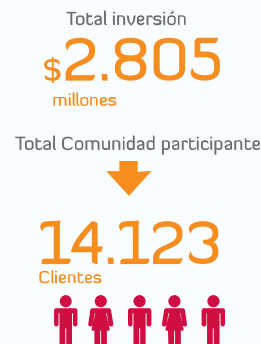 Total inversión
$2.805
millones
Total Comunidad participante
14.123
Clientes